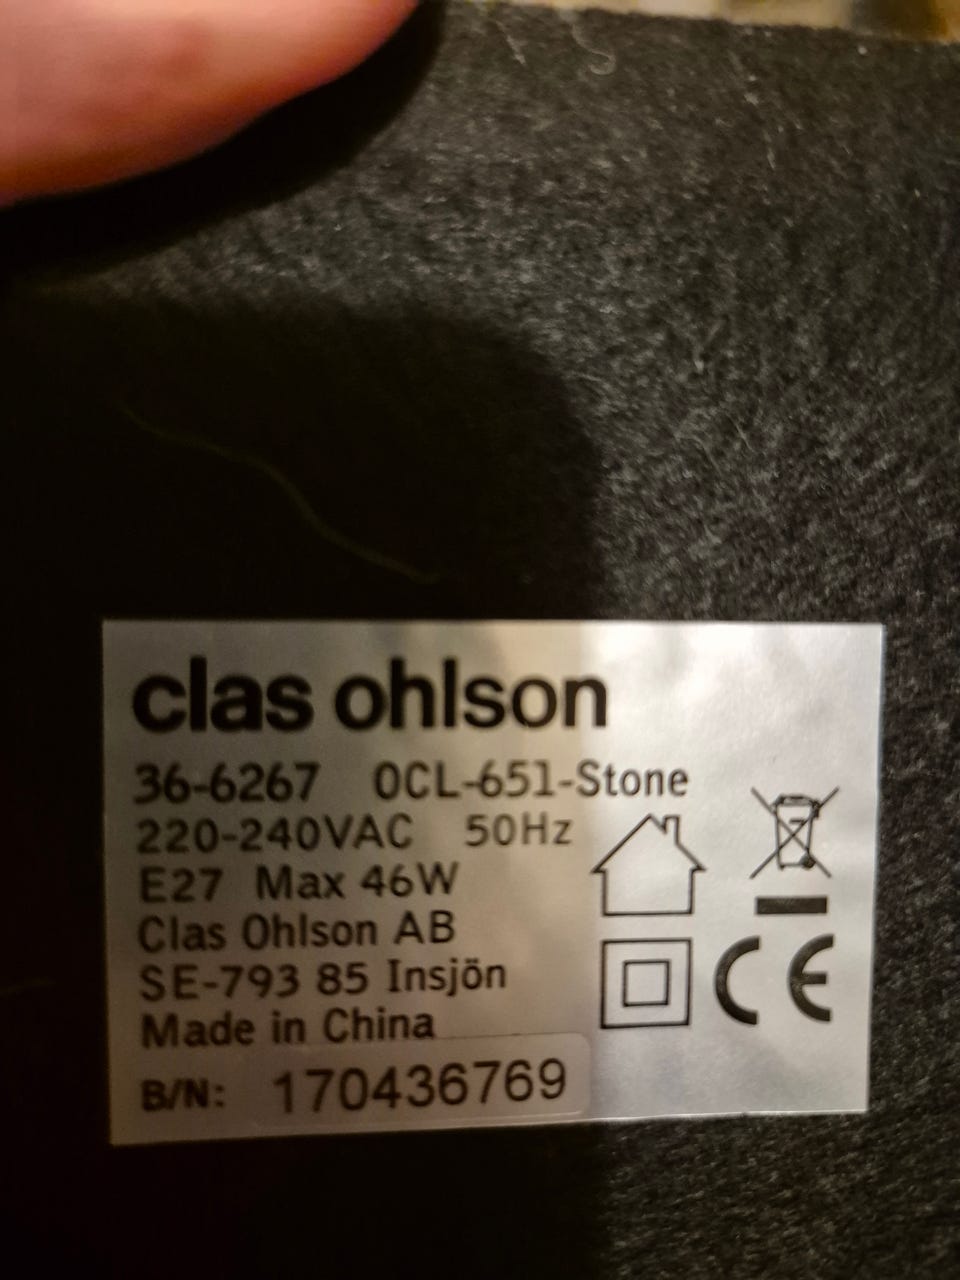 clas ohlson
36-6267 OCL-651-Stone
220-240VAC 50Hz
E27 Max 46W
Clas Ohlson AB
SE-793 85 Insjön
Made in China
B/N: 170436769
CE